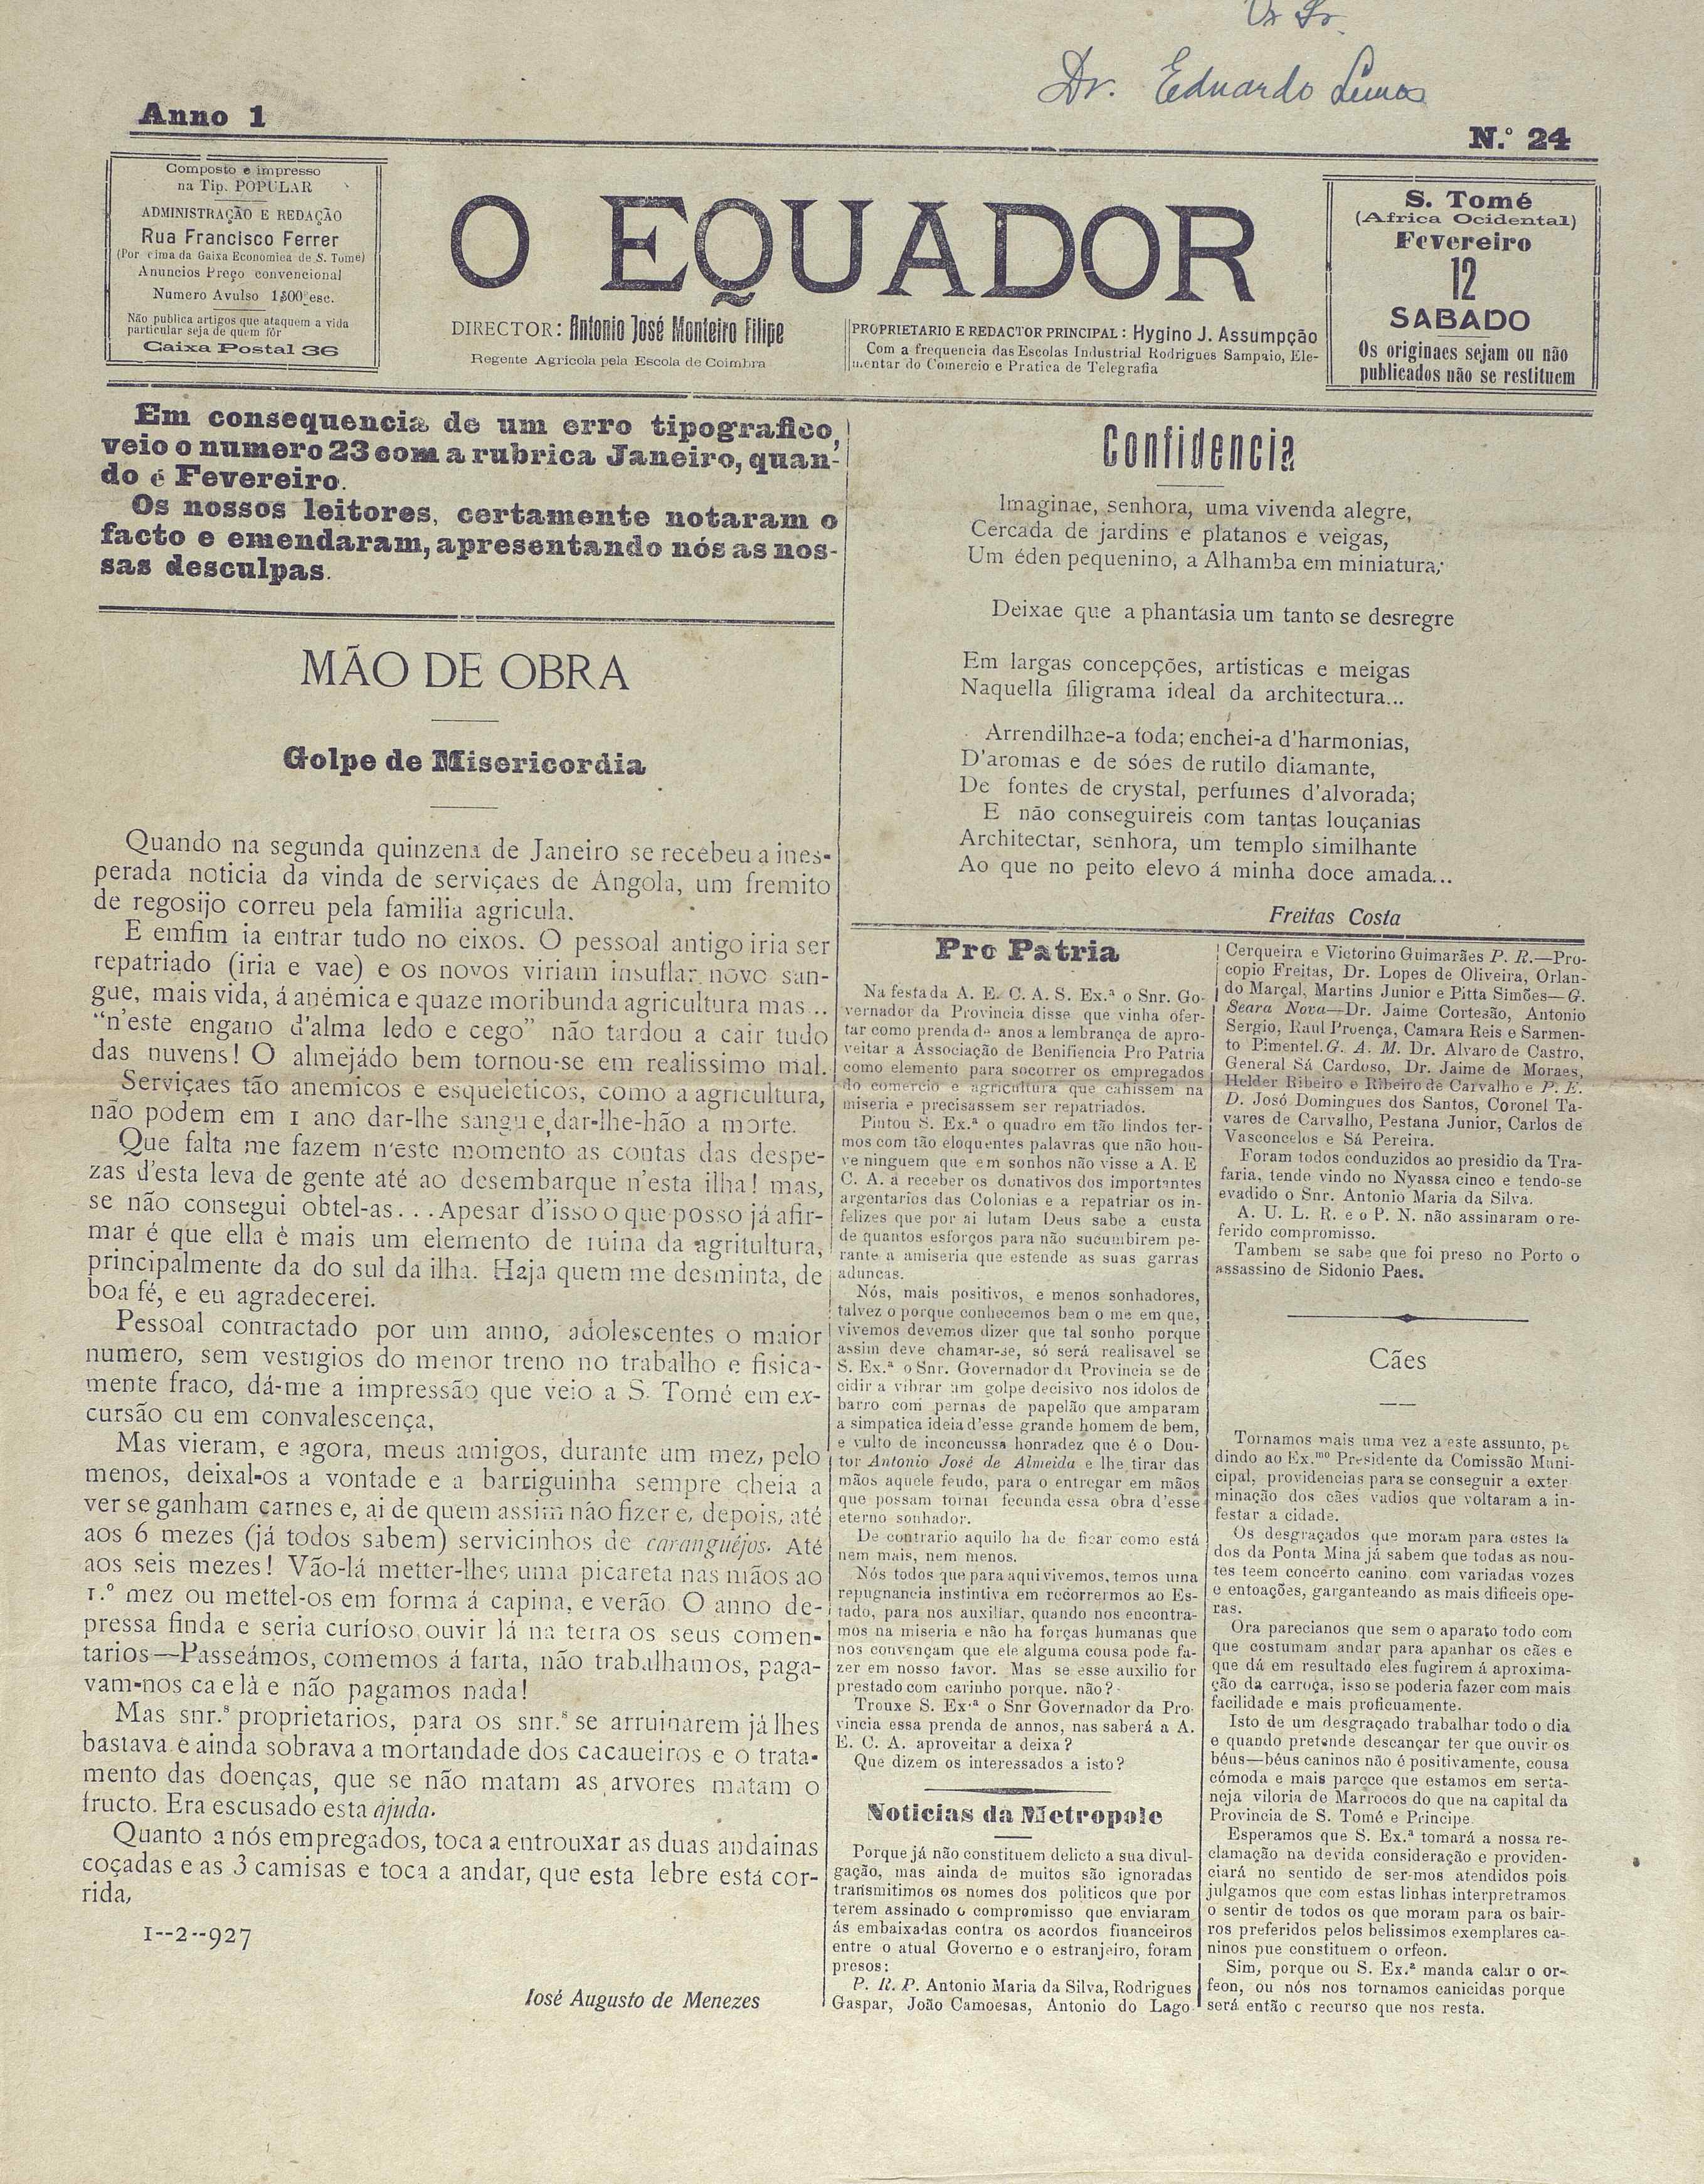 Dr. Eduardo Lemos
Anno 1
N.º 24
Composto e impresso
na Tip. POPULAR
ADMINISTRAÇÃO E REDAÇÃO
Rua Francisco Ferrer
(Por cima da Caixa Economica de S. Tomé)
Anuncios Preço convencional
Numero Avulso 1$00 esc.
Não publica artigos que ataquem a vida
particular seja de quem fôr
Caixa Postal 36
O EQUADOR
DIRECTOR: Antonio José Monteiro Filipe
Regente Agricola pela Escola de Coimbra
PROPRIETARIO E REDACTOR PRINCIPAL: Hygino J. Assumpção
Com a frequencia das Escolas Industrial Rodrigues Sampaio, Ele-
mentar do Comercio e Pratica de Telegrafia
S. Tomé
(Africa Ocidental)
Fevereiro
12
SABADO
Os originaes sejam ou não
publicados não se restituem
Em consequencia de um erro tipografico,
veio o numero 23 com a rubrica Janeiro, quan-
do é Fevereiro.
Os nossos leitores, certamente notaram o
facto e emendaram, apresentando nós as nos-
sas desculpas.
MÃO DE OBRA
Golpe de Misericordia
Quando na segunda quinzena de Janeiro se recebeu a ines-
perada noticia da vinda de serviçaes de Angola, um fremito
de regosijo correu pela familia agricula.
E emfim ia entrar tudo no eixos. O pessoal antigo iria ser
repatriado (iria e vae) e os novos viriam insuflar novo san-
gue, mais vida, á anémica e quaze moribunda agricultura mas...
"n'este engano d'alma ledo e cego" não tardou a cair tudo
das nuvens! O almejádo bem tornou-se em realissimo mal.
Serviçaes tão anemicos e esqueleticos, como a agricultura,
não podem em 1 ano dar-lhe sangue, dar-lhe-hão a morte.
Que falta me fazem n'este momento as contas das despe-
zas d'esta leva de gente até ao desembarque n'esta ilha! mas,
se não consegui obtel-as... Apesar d'isso o que posso já afir-
mar é que ella è mais um elemento de ruina da agritultura,
principalmente da do sul da ilha. Haja quem me desminta, de
boa fé, e eu agradecerei.
Pessoal contractado por um anno, adolescentes o maior
numero, sem vestigios do menor treno no trabalho e fisica-
mente fraco, dá-me a impressão que veio a S. Tomé em ex-
cursão ou em convalescença,
Mas vieram, e agora, meus amigos, durante um mez, pelo
menos, deixal-os a vontade e a barriguinha sempre cheia a
ver se ganham carnes e, ai de quem assim não fizer e, depois, até
aos 6 mezes (já todos sabem) servicinhos de caranguéjos. Até
aos seis mezes! Vão-lá metter-lhes uma picareta nas mãos ao
1.º mez ou mettel-os em forma á capina, e verão. O anno de-
pressa finda e seria curioso ouvir lá na terra os seus comen-
tarios—Passeámos, comemos á farta, não trabalhamos, paga-
vam-nos ca e là e não pagamos nada!
Mas snr.s proprietarios, para os snr.s se arruinarem já lhes
bastava e ainda sobrava a mortandade dos cacaueiros e o trata-
mento das doenças, que se não matam as arvores matam o
fructo. Era escusado esta ajuda.
Quanto a nós empregados, toca a entrouxar as duas andainas
coçadas e as 3 camisas e toca a andar, que esta lebre está cor-
rida,
1--2--927
José Augusto de Menezes
Confidencia
Imaginae, senhora, uma vivenda alegre,
Cercada de jardins e platanos e veigas,
Um éden pequenino, a Alhamba em miniatura;
Deixae que a phantasia um tanto se desregre
Em largas concepções, artisticas e meigas
Naquella filigrama ideal da architectura...
Arrendilhae-a toda; enchei-a d'harmonias,
D'aromas e de sóes de rutilo diamante,
De fontes de crystal, perfumes d'alvorada;
E não conseguireis com tantas louçanias
Architectar, senhora, um templo similhante
Ao que no peito elevo á minha doce amada...
Freitas Costa
Pro Patria
Na festa da A. E. C. A. S. Ex.ª o Snr. Go-
vernador da Provincia disse que vinha ofer-
tar como prenda de anos a lembrança de apro-
veitar a Associação de Benifiencia Pro Patria
como elemento para socorrer os empregados
do comercio e agricultura que cahissem na
miseria e precisassem ser repatriados.
Pintou S. Ex.ª o quadro em tão lindos ter-
mos com tão eloquentes palavras que não hou-
ve ninguem que em sonhos não visse a A. E
C. A. a receber os donativos dos importantes
argentarios das Colonias e a repatriar os in-
felizes que por ai lutam Deus sabe a custa
de quantos esforços para não sucumbirem pe-
rante a amiseria que estende as suas garras
aduncas.
Nós, mais positivos, e menos sonhadores,
talvez o porque conhecemos bem o me em que,
vivemos devemos dizer que tal sonho porque
assim deve chamar-se, só será realisavel se
S. Ex.ª o Snr. Governador da Provincia se de
cidir a vibrar um golpe decisivo nos idolos de
barro com pernas de papelão que amparam
a simpatica ideia d'esse grande homem de bem,
e vulto de inconcussa honradez que é o Dou-
tor Antonio José de Almeida e lhe tirar das
mãos aquele feudo, para o entregar em mãos
que possam tornar fecunda essa obra d'esse
eterno sonhador.
De contrario aquilo ha de ficar como está
nem mais, nem menos.
Nós todos que para aqui vivemos, temos uma
repugnancia instintiva em recorrermos ao Es-
tado, para nos auxiliar, quando nos encontra-
mos na miseria e não ha forças humanas que
nos convençam que ele alguma cousa pode fa-
zer em nosso favor. Mas se esse auxilio for
prestado com carinho porque. não?
Trouxe S. Ex.ª o Snr Governador da Pro-
vincia essa prenda de annos, nas saberá a A.
E. C. A. aproveitar a deixa?
Que dizem os interessados a isto?
Noticias da Metropole
Porque já não constituem delicto a sua divul-
gação, mas ainda de muitos são ignoradas
transmitimos os nomes dos politicos que por
terem assinado o compromisso que enviaram
ás embaixadas contra os acordos financeiros
entre o atual Governo e o estranjeiro, foram
presos:
P. R. P. Antonio Maria da Silva, Rodrigues
Gaspar, João Camoesas, Antonio do Lago
Cerqueira e Victorino Guimarães P. R.—Pro-
copio Freitas, Dr. Lopes de Oliveira, Orlan-
do Marçal, Martins Junior e Pitta Simões—G.
Seara Nova—Dr. Jaime Cortesão, Antonio
Sergio, Raul Proença, Camara Reis e Sarmen-
to Pimentel. G. A. M. Dr. Alvaro de Castro,
General Sá Cardoso, Dr. Jaime de Moraes,
Helder Ribeiro e Ribeiro de Carvalho e P. E.
D. José Domingues dos Santos, Coronel Ta-
vares de Carvalho, Pestana Junior, Carlos de
Vasconcelos e Sá Pereira.
Foram todos conduzidos ao presidio da Tra-
faria, tende vindo no Nyassa cinco e tendo-se
evadido o Snr. Antonio Maria da Silva.
A. U. L. R. e o P. N. não assinaram o re-
ferido compromisso.
Tambem se sabe que foi preso no Porto o
assassino de Sidonio Paes.
Cães
Tornamos mais uma vez a este assunto, pe
dindo ao Ex.mo Presidente da Comissão Muni-
cipal, providencias para se conseguir a exter
minação dos cães vadios que voltaram a in-
festar a cidade.
Os desgraçados que moram para estes la
dos da Ponta Mina já sabem que todas as nou-
tes teem concerto canino com variadas vozes
e entoações, garganteando as mais dificeis ope-
ras.
Ora parecianos que sem o aparato todo com
que costumam andar para apanhar os cães e
que dá em resultado eles fugirem á aproxima-
ção da carroça, isso se poderia fazer com mais
facilidade e mais proficuamente.
Isto de um desgraçado trabalhar todo o dia
e quando pretende descançar ter que ouvir os
béus—béus caninos não é positivamente, cousa
cómoda e mais parece que estamos em serta-
neja viloria de Marrocos do que na capital da
Provincia de S. Tomé e Principe.
Esperamos que S. Ex.ª tomará a nossa re-
clamação na devida consideração e providen-
ciará no sentido de ser-mos atendidos pois
julgamos que com estas linhas interpretramos
o sentir de todos os que moram para os bair-
ros preferidos pelos belissimos exemplares ca-
ninos pue constituem o orfeon.
Sim, porque ou S. Ex.ª manda calar o or-
feon, ou nós nos tornamos canicidas porque
será então o recurso que nos resta.